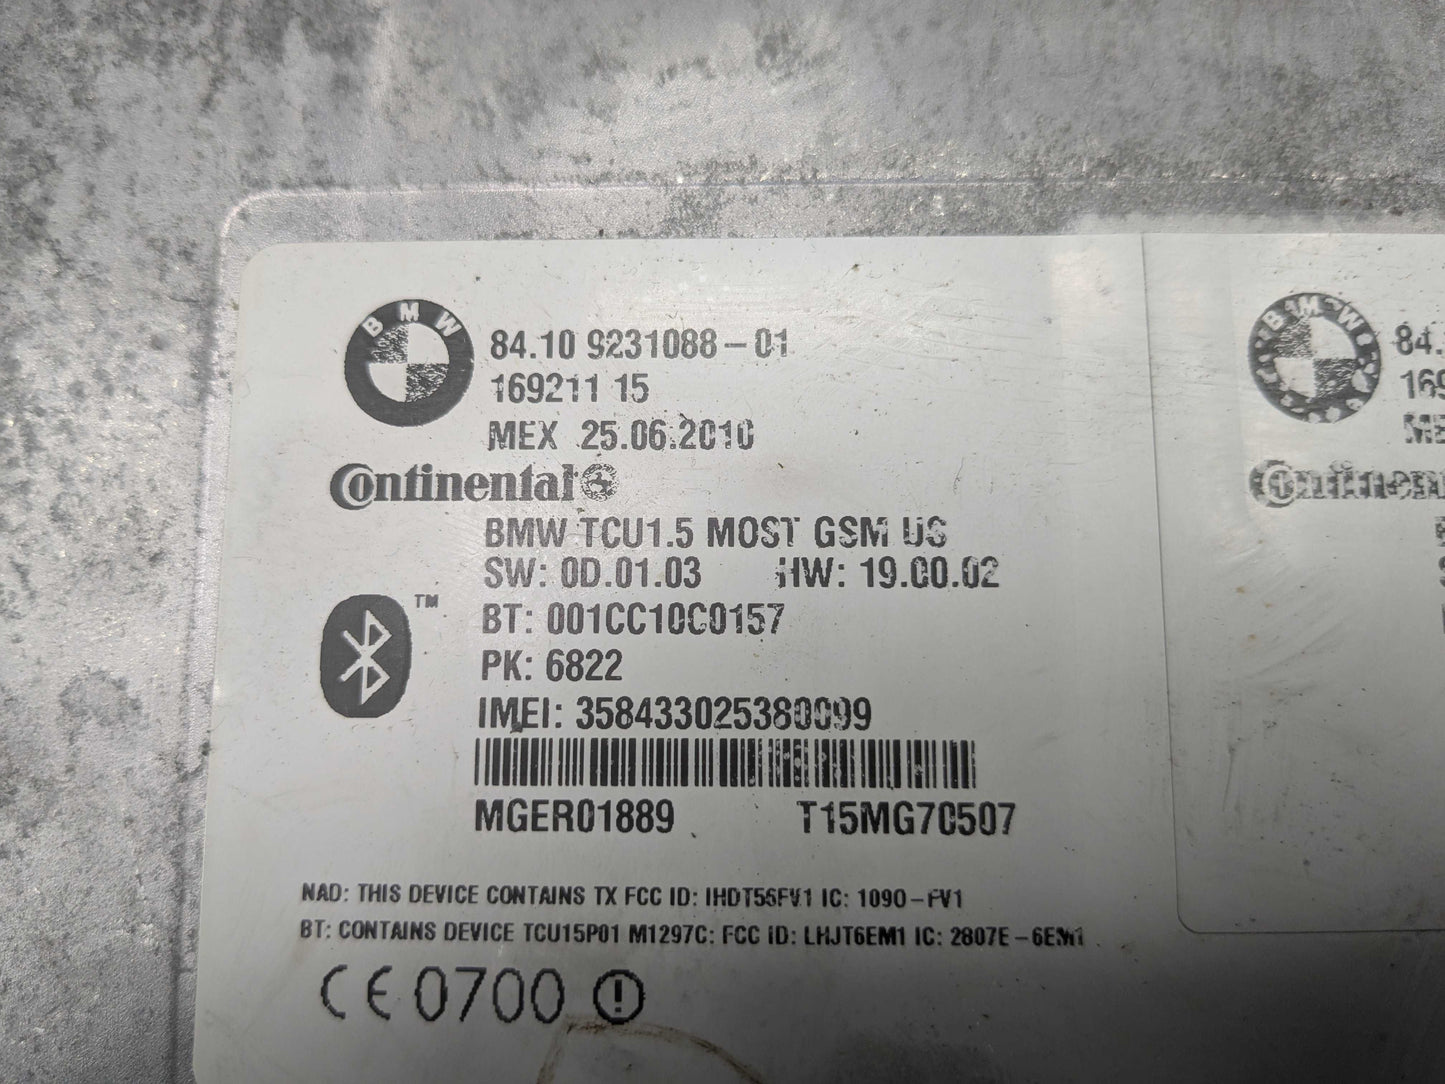 BMW
84.10 9231088-01
169211 15
MEX 25.06.2010
Continental
BMW TCU1.5 MOST GSM US
SW: 0D.01.03 HW: 19.00.02
BT: 001CC10C0157
TM
PK: 6822
IMEI: 358433025380099
MGER01889 T15MG70507
NAD: THIS DEVICE CONTAINS TX FCC ID: IHDT56FV1 IC: 1090-FV1
BT: CONTAINS DEVICE TCU15P01 M1297C: FCC ID: LHJT6EM1 IC: 2807E-6EM1
CE 0700
BMW
84.
169